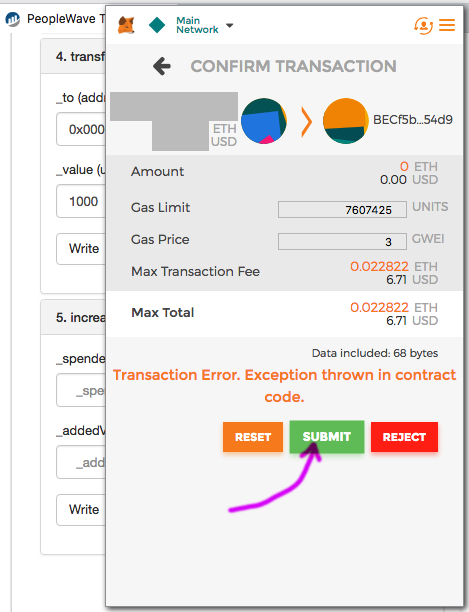 PeopleWave T
4. transf
_to (addr
0x000
_value (u
1000
Write
5. increa
_spende
_spe
_addedV
_add
Write
Main
Network
CONFIRM TRANSACTION
ETH
USD
BECf5b...54d9
Amount
0 ETH
0.00 USD
Gas Limit 7607425 UNITS
Gas Price 3 GWEI
Max Transaction Fee 0.022822 ETH
6.71 USD
Max Total 0.022822 ETH
6.71 USD
Data included: 68 bytes
Transaction Error. Exception thrown in contract
code.
RESET SUBMIT REJECT